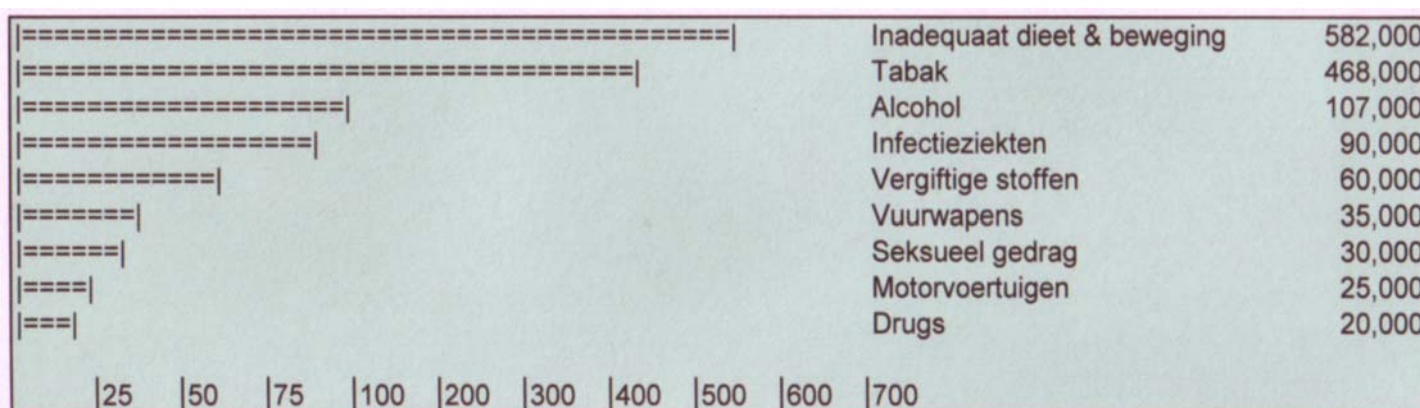 |============================================| Inadequaat dieet & beweging 582,000
|======================================| Tabak 468,000
|====================| Alcohol 107,000
|==================| Infectieziekten 90,000
|============| Vergiftige stoffen 60,000
|=======| Vuurwapens 35,000
|======| Seksueel gedrag 30,000
|====| Motorvoertuigen 25,000
|===| Drugs 20,000
|25 |50 |75 |100 |200 |300 |400 |500 |600 |700